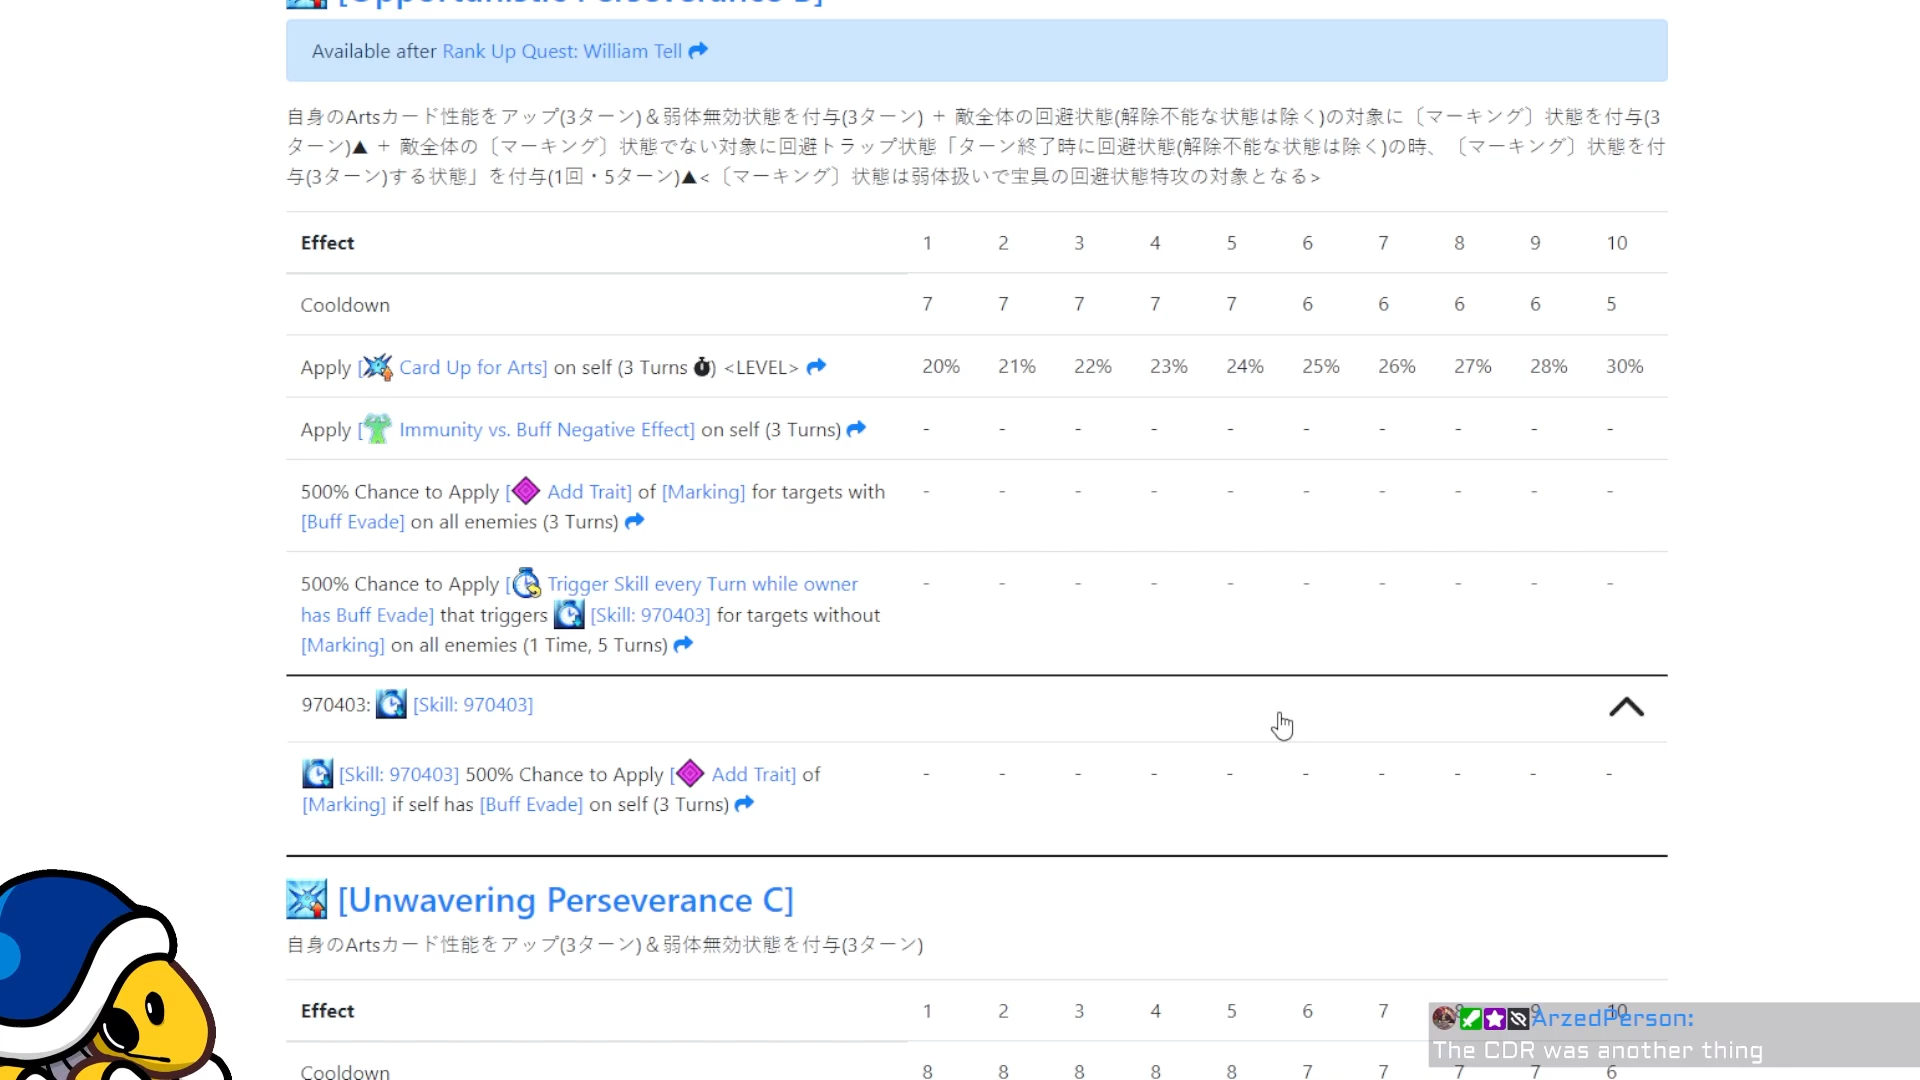 [Opportunistic Perseverance B]
Available after Rank Up Quest: William Tell
自身のArtsカード性能をアップ(3ターン)＆弱体無効状態を付与(3ターン) ＋ 敵全体の回避状態(解除不能な状態は除く)の対象に〔マーキング〕状態を付与(3
ターン)▲ ＋ 敵全体の〔マーキング〕状態でない対象に回避トラップ状態「ターン終了時に回避状態(解除不能な状態は除く)の時、〔マーキング〕状態を付
与(3ターン)する状態」を付与(1回・5ターン)▲<〔マーキング〕状態は弱体扱いで宝具の回避状態特攻の対象となる>
Effect 1 2 3 4 5 6 7 8 9 10
Cooldown 7 7 7 7 7 6 6 6 6 5
Apply [Card Up for Arts] on self (3 Turns ) <LEVEL> 20% 21% 22% 23% 24% 25% 26% 27% 28% 30%
Apply [Immunity vs. Buff Negative Effect] on self (3 Turns) - - - - - - - - - -
500% Chance to Apply [Add Trait] of [Marking] for targets with - - - - - - - - - -
[Buff Evade] on all enemies (3 Turns)
500% Chance to Apply [Trigger Skill every Turn while owner - - - - - - - - - -
has Buff Evade] that triggers [Skill: 970403] for targets without
[Marking] on all enemies (1 Time, 5 Turns)
970403: [Skill: 970403]
[Skill: 970403] 500% Chance to Apply [Add Trait] of - - - - - - - - - -
[Marking] if self has [Buff Evade] on self (3 Turns)
[Unwavering Perseverance C]
自身のArtsカード性能をアップ(3ターン)＆弱体無効状態を付与(3ターン)
Effect 1 2 3 4 5 6 7 8 9 10
ArzedPerson:
The CDR was another thing
Cooldown 8 8 8 8 8 7 7 7 7 6